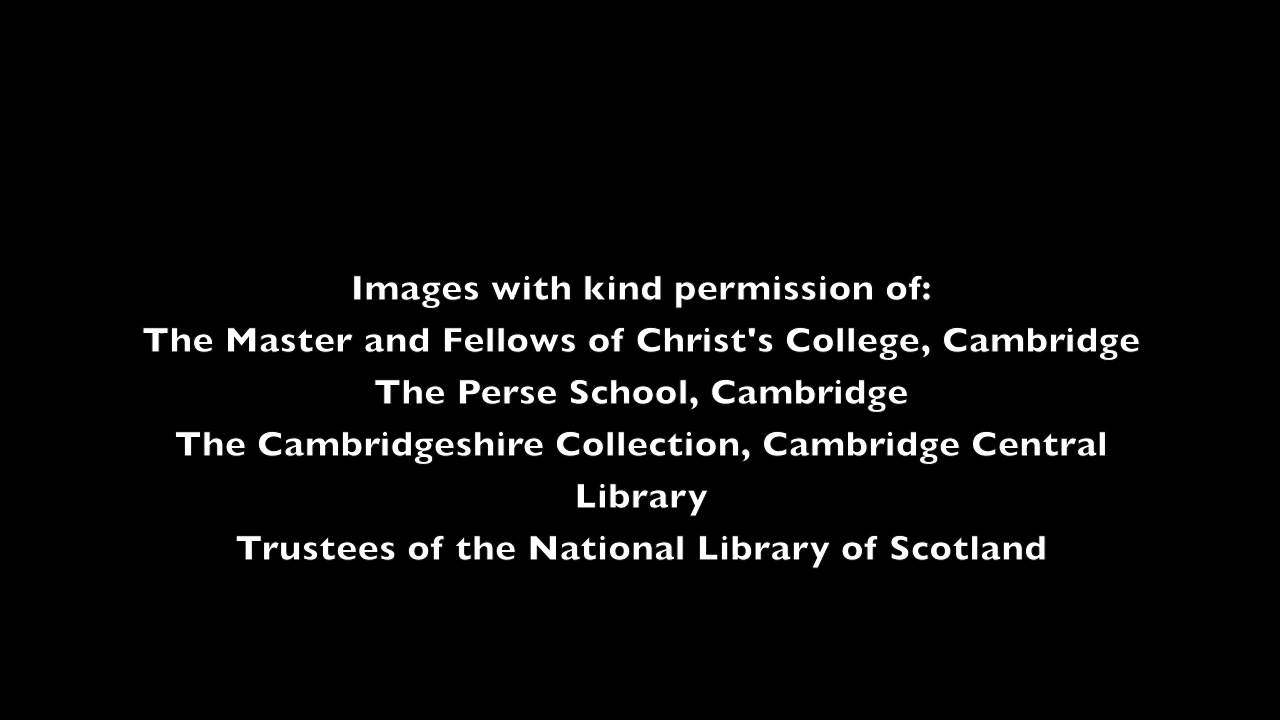 Images with kind permission of:
The Master and Fellows of Christ's College, Cambridge
The Perse School, Cambridge
The Cambridgeshire Collection, Cambridge Central
Library
Trustees of the National Library of Scotland